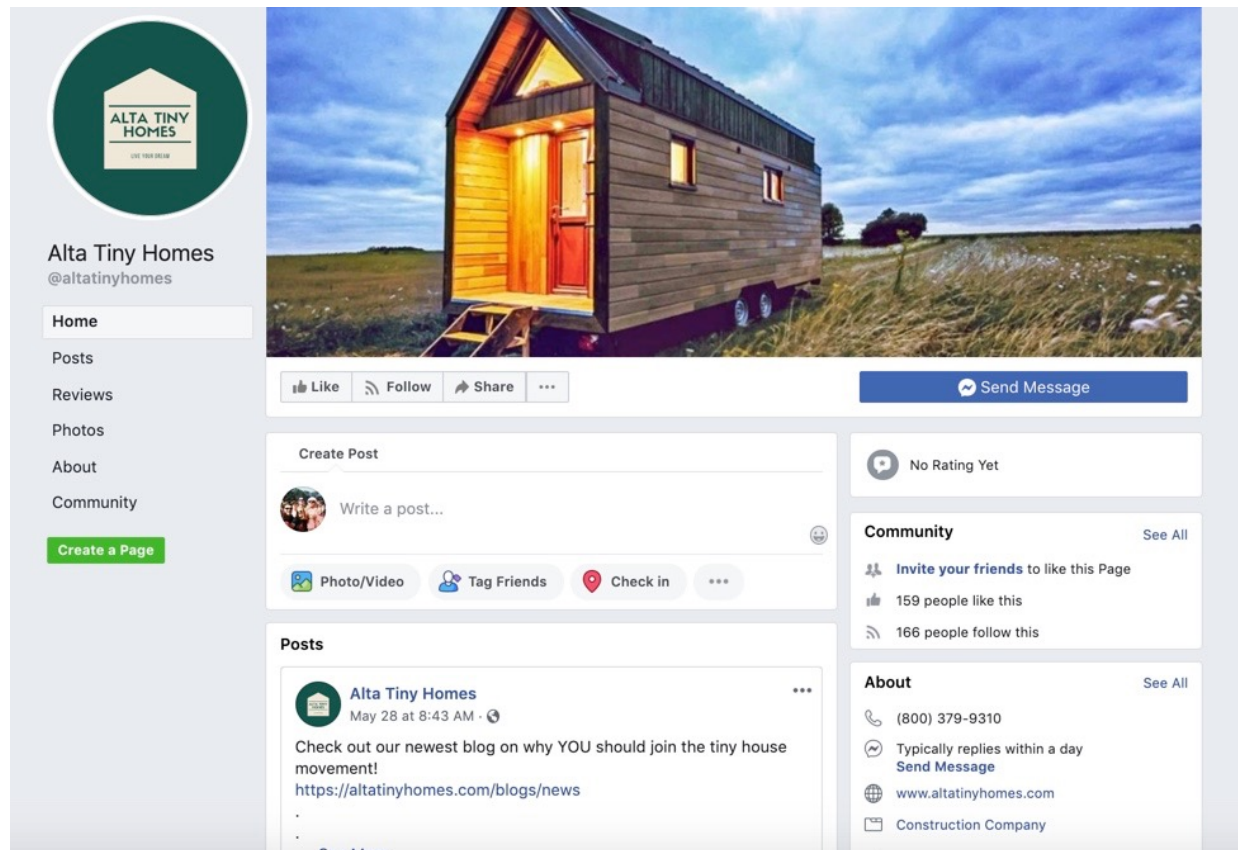 ALTA TINY
HOMES
LIVE YOUR DREAM
Alta Tiny Homes
@altatinyhomes
Home
Posts
Reviews
Photos
About
Community
Create a Page
Like
Follow
Share
Send Message
Create Post
Write a post...
Photo/Video
Tag Friends
Check in
Posts
Alta Tiny Homes
May 28 at 8:43 AM ·
Check out our newest blog on why YOU should join the tiny house
movement!
https://altatinyhomes.com/blogs/news
.
.
No Rating Yet
Community
See All
Invite your friends to like this Page
159 people like this
166 people follow this
About
See All
(800) 379-9310
Typically replies within a day
Send Message
www.altatinyhomes.com
Construction Company